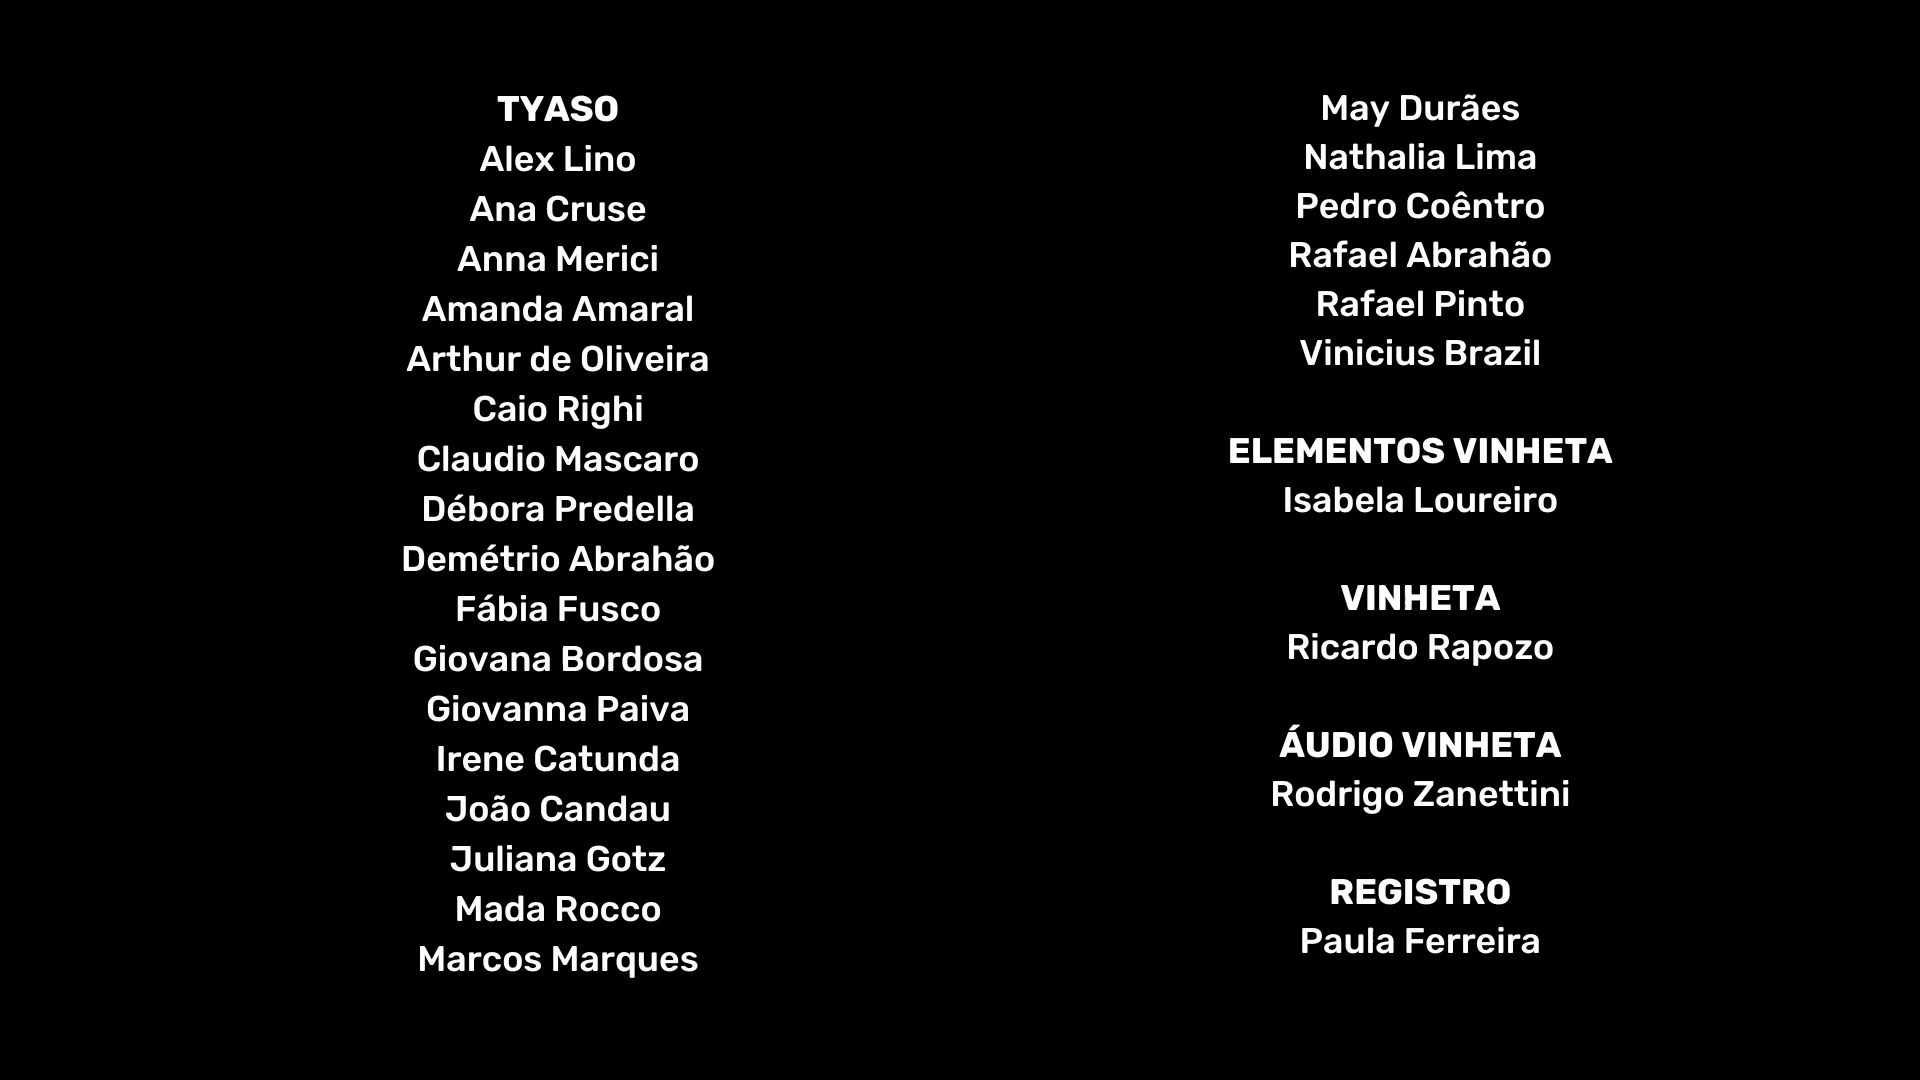 TYASO
Alex Lino
Ana Cruse
Anna Merici
Amanda Amaral
Arthur de Oliveira
Caio Righi
Claudio Mascaro
Débora Predella
Demétrio Abrahão
Fábia Fusco
Giovana Bordosa
Giovanna Paiva
Irene Catunda
João Candau
Juliana Gotz
Mada Rocco
Marcos Marques
May Durães
Nathalia Lima
Pedro Coêntro
Rafael Abrahão
Rafael Pinto
Vinicius Brazil
ELEMENTOS VINHETA
Isabela Loureiro
VINHETA
Ricardo Rapozo
ÁUDIO VINHETA
Rodrigo Zanettini
REGISTRO
Paula Ferreira